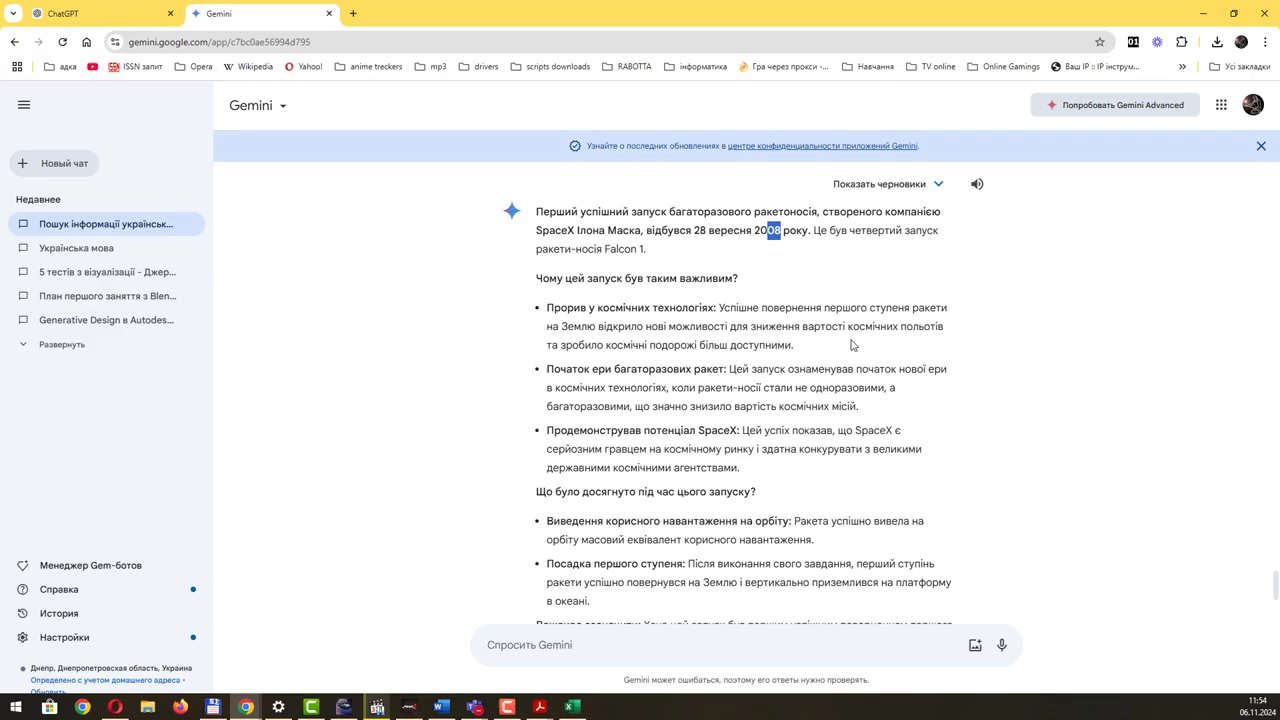 ChatGPT
Gemini
gemini.google.com/app/c7bc0ae56994d795
адка
ISSN запит
Opera
Wikipedia
Yahoo!
anime treckers
mp3
drivers
scripts downloads
RABOTTA
інформатика
Гра через прокси -...
Навчання
TV online
Online Gamings
Ваш IP :: IP інструм...
Усі закладки
Gemini
Попробовать Gemini Advanced
Узнайте о последних обновлениях в центре конфиденциальности приложений Gemini.
Новый чат
Недавнее
Пошук інформації українськ...
Українська мова
5 тестів з візуалізації - Джер...
План першого заняття з Blen...
Generative Design в Autodes...
Развернуть
Показать черновики
Перший успішний запуск багаторазового ракетоносія, створеного компанією
SpaceX Ілона Маска, відбувся 28 вересня 2008 року. Це був четвертий запуск
ракети-носія Falcon 1.
Чому цей запуск був таким важливим?
• Прорив у космічних технологіях: Успішне повернення першого ступеня ракети
на Землю відкрило нові можливості для зниження вартості космічних польотів
та зробило космічні подорожі більш доступними.
• Початок ери багаторазових ракет: Цей запуск ознаменував початок нової ери
в космічних технологіях, коли ракети-носії стали не одноразовими, а
багаторазовими, що значно знизило вартість космічних місій.
• Продемонстрував потенціал SpaceX: Цей успіх показав, що SpaceX є
серйозним гравцем на космічному ринку і здатна конкурувати з великими
державними космічними агентствами.
Що було досягнуто під час цього запуску?
• Виведення корисного навантаження на орбіту: Ракета успішно вивела на
орбіту масовий еквівалент корисного навантаження.
• Посадка першого ступеня: Після виконання свого завдання, перший ступінь
ракети успішно повернувся на Землю і вертикально приземлився на платформу
в океані.
Менеджер Gem-ботов
Справка
История
Настройки
Днепр, Днепропетровская область, Украина
Определено с учетом домашнего адреса •
Обновить
Спросить Gemini
Gemini может ошибаться, поэтому его ответы нужно проверять.
11:54
06.11.2024